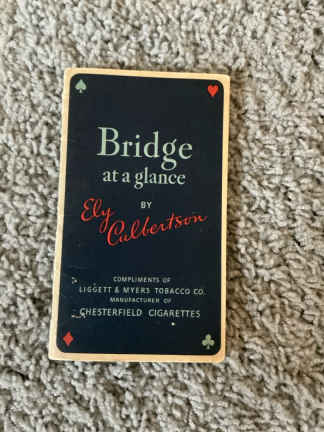 Bridge
at a glance
BY
Ely
Culbertson
COMPLIMENTS OF
LIGGETT & MYERS TOBACCO CO.
MANUFACTURER OF
CHESTERFIELD CIGARETTES